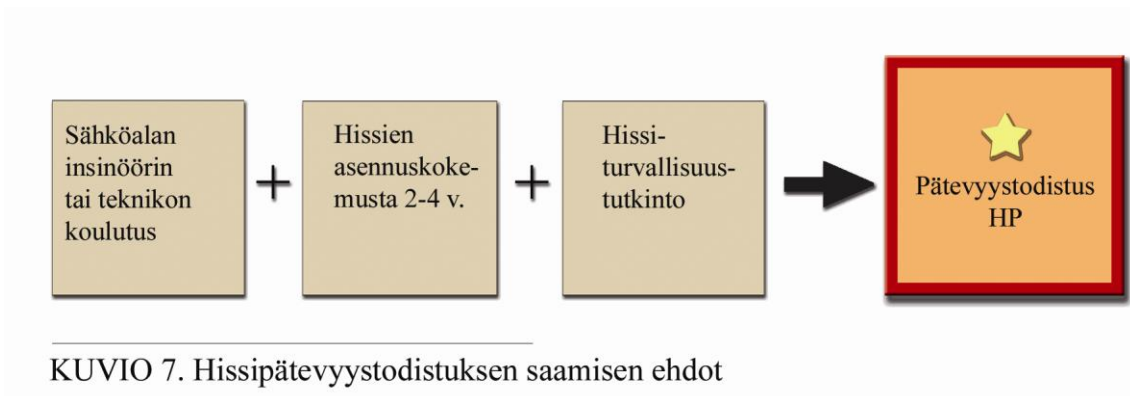 Sähköalan
insinöörin
tai teknikon
koulutus
+
Hissien
asennuskoke-
musta 2-4 v.
+
Hissi-
turvallisuus-
tutkinto
Pätevyystodistus
HP
KUVIO 7. Hissipätevyystodistuksen saamisen ehdot